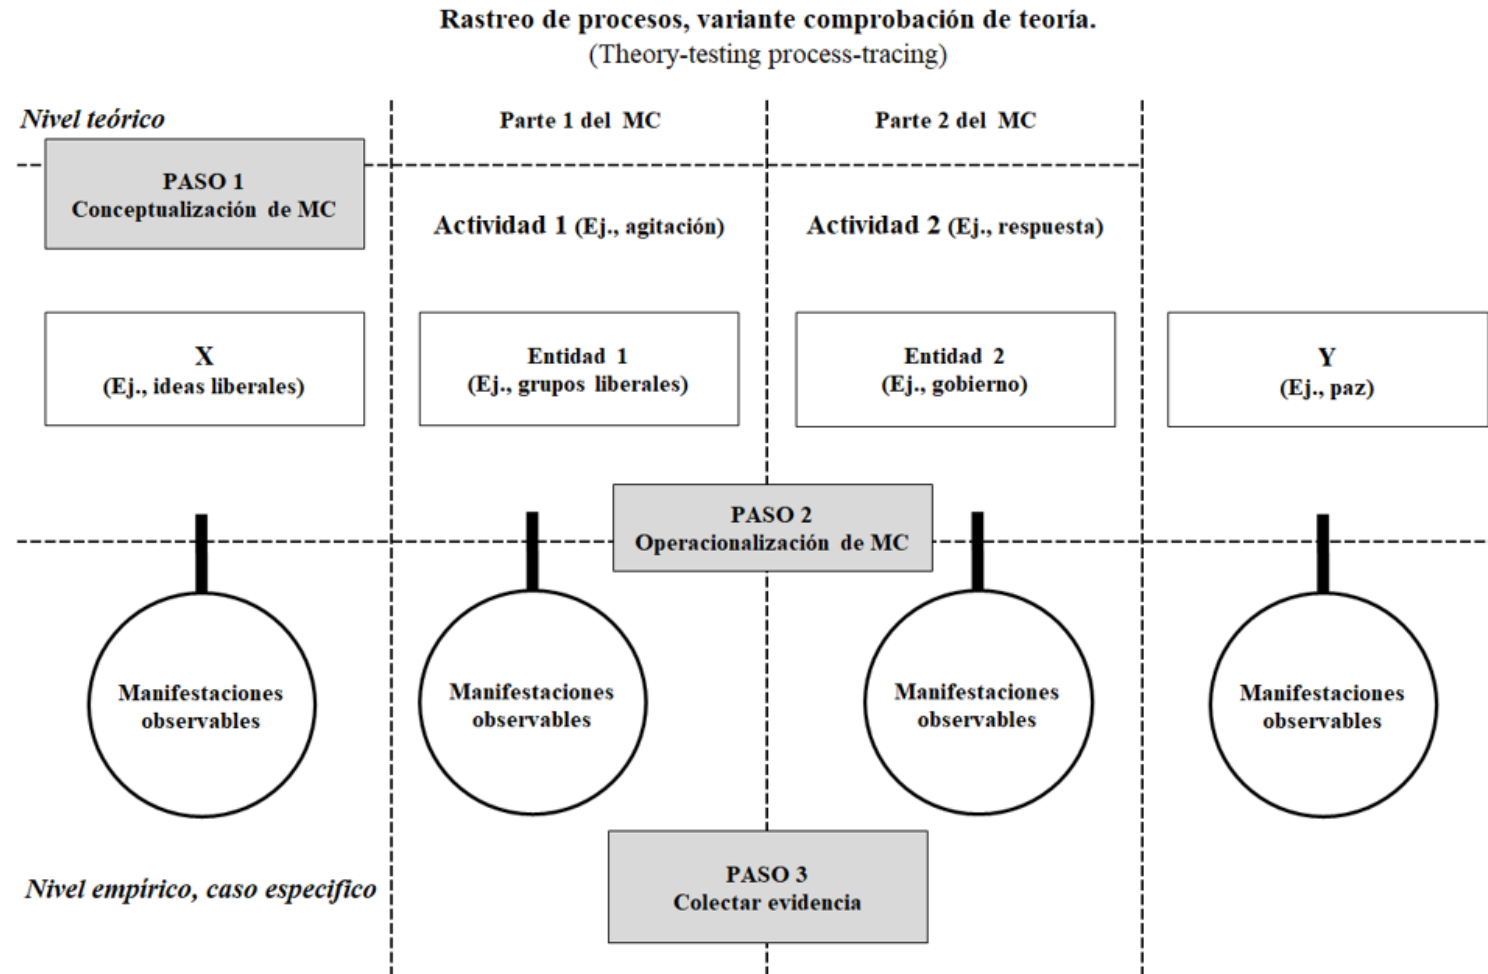 Rastreo de procesos, variante comprobación de teoría.
(Theory-testing process-tracing)
Nivel teórico
Parte 1 del MC
Parte 2 del MC
PASO 1
Conceptualización de MC
Actividad 1 (Ej., agitación)
Actividad 2 (Ej., respuesta)
X
(Ej., ideas liberales)
Entidad 1
(Ej., grupos liberales)
Entidad 2
(Ej., gobierno)
Y
(Ej., paz)
PASO 2
Operacionalización de MC
Manifestaciones
observables
Manifestaciones
observables
Manifestaciones
observables
Manifestaciones
observables
PASO 3
Colectar evidencia
Nivel empírico, caso especifico